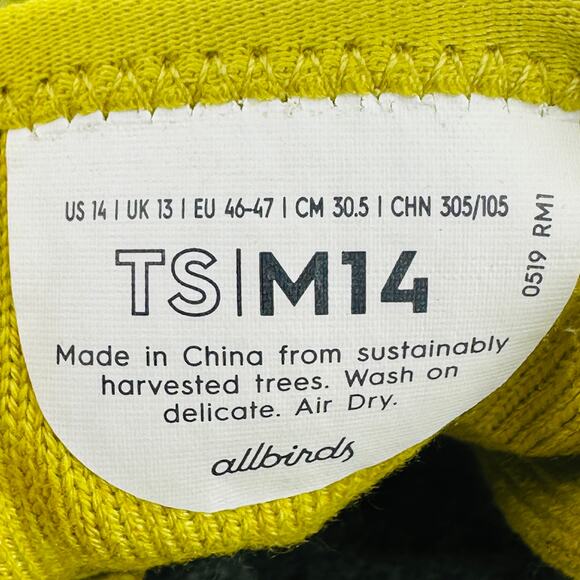 US 14 | UK 13 | EU 46-47 | CM 30.5 | CHN 305/105
TS|M14
0519 RM1
Made in China from sustainably
harvested trees. Wash on
delicate. Air Dry.
allbirds